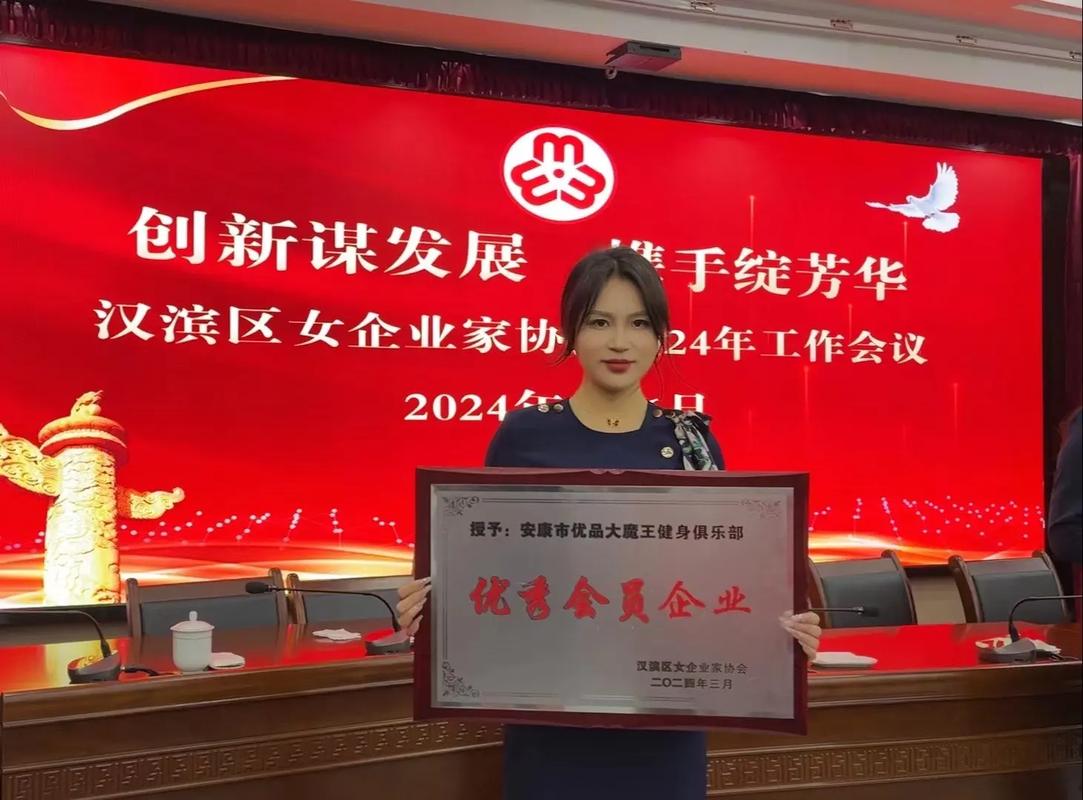 创新谋发展 携手绽芳华
汉滨区女企业家协 24年工作会议
2024年 日
授予：安康市优品大魔王健身俱乐部
优秀会员企业
汉滨区女企业家协会
二〇二四年三月